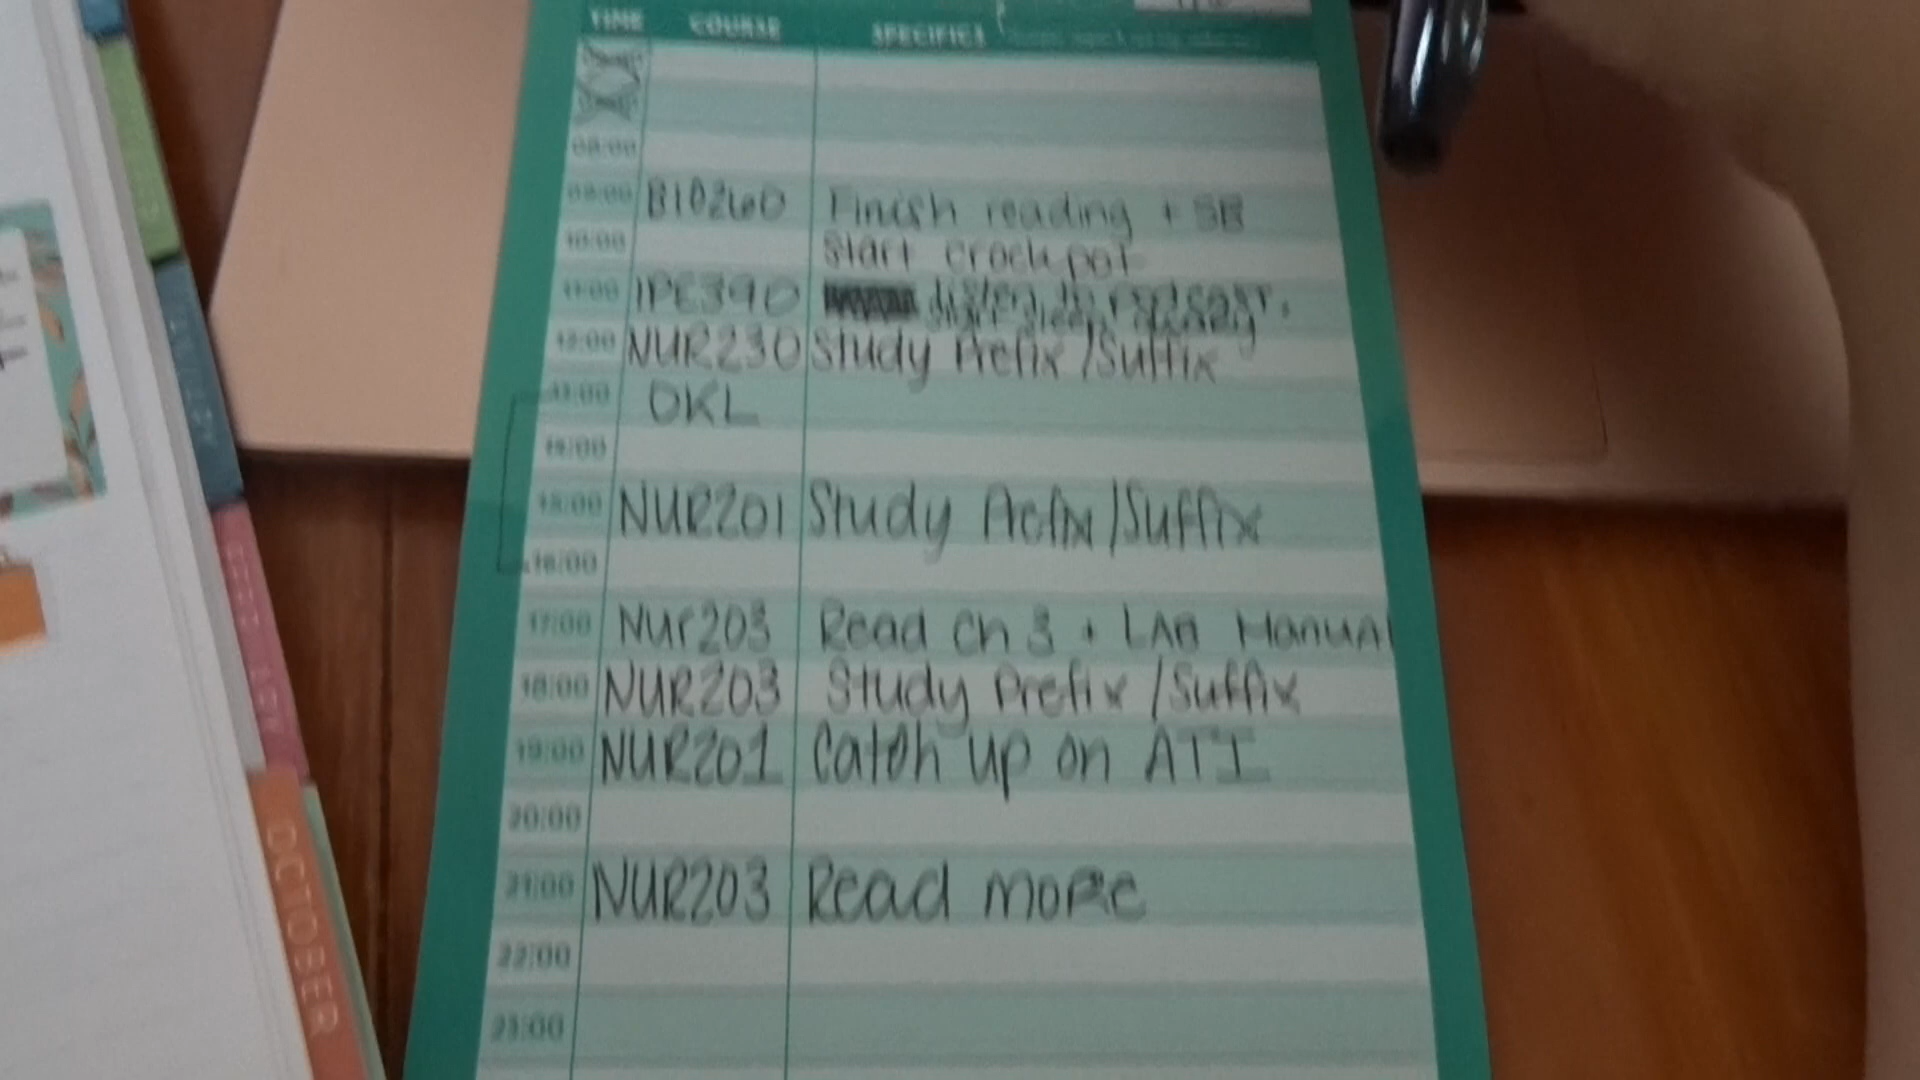 TIME COURSE SPECIFICS
08:00
09:00 BIO260 Finish reading + SB
10:00 Start crockpot
11:00 IPE390 listen to podcast.
start sleep diary
12:00 NUR230 Study Prefix/Suffix
13:00 OKL
14:00
15:00 NUR201 Study Prefix/Suffix
16:00
17:00 Nur203 Read Ch 3 + LAB Manual
18:00 NUR203 Study Prefix/Suffix
19:00 NUR201 Catch up on ATI
20:00
21:00 NUR203 Read more
22:00
23:00
OCTOBER